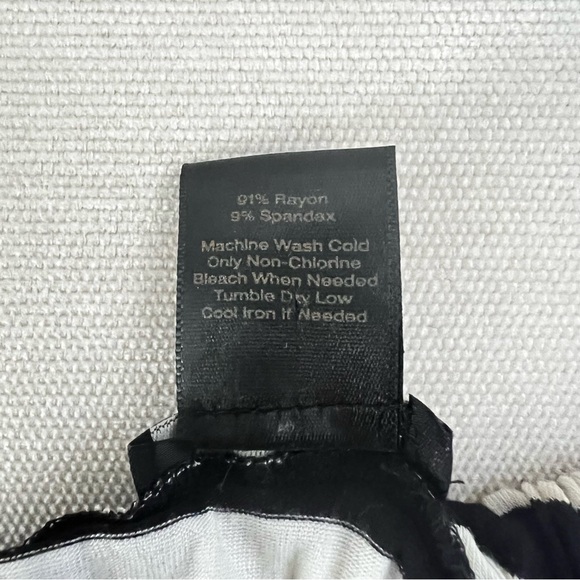 91% Rayon
9% Spandax
Machine Wash Cold
Only Non-Chlorine
Bleach When Needed
Tumble Dry Low
Cool Iron If Needed